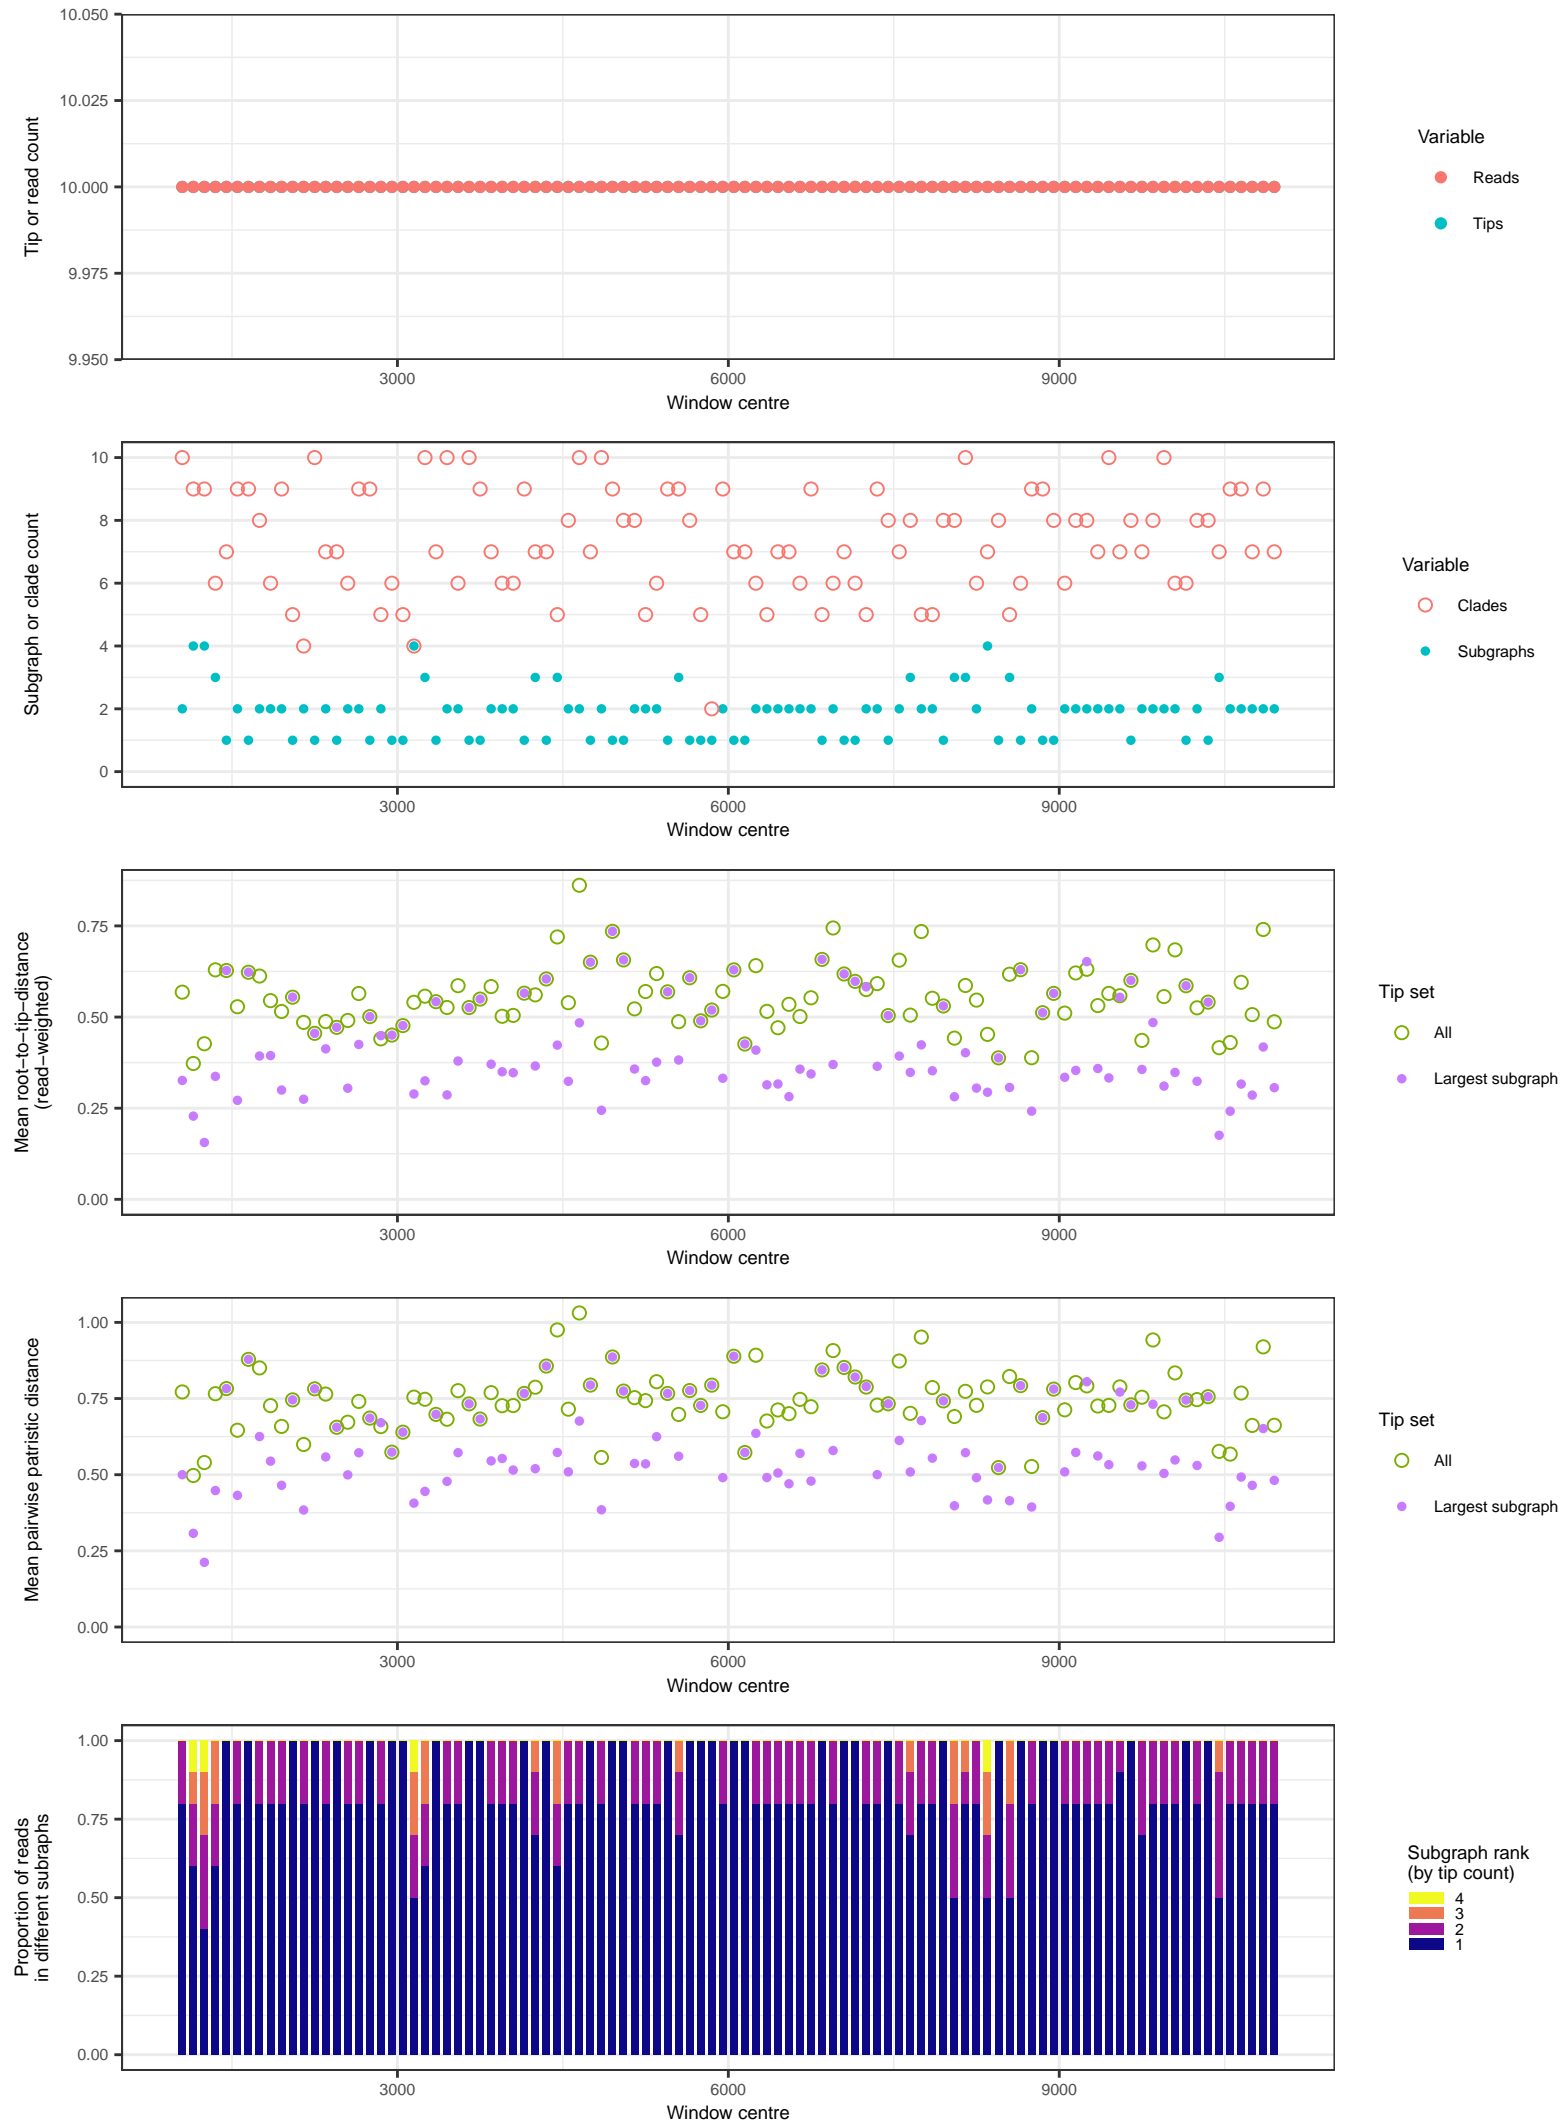 10.050
10.025
10.000
9.975
9.950
Tip or read count
3000
6000
9000
Window centre
Variable
Reads
Tips
10
8
6
4
2
0
Subgraph or clade count
3000
6000
9000
Window centre
Variable
Clades
Subgraphs
0.75
0.50
0.25
0.00
Mean root−to−tip−distance
(read−weighted)
3000
6000
9000
Window centre
Tip set
All
Largest subgraph
1.00
0.75
0.50
0.25
0.00
Mean pairwise patristic distance
3000
6000
9000
Window centre
Tip set
All
Largest subgraph
1.00
0.75
0.50
0.25
0.00
Proportion of reads
in different subraphs
3000
6000
9000
Window centre
Subgraph rank
(by tip count)
4
3
2
1